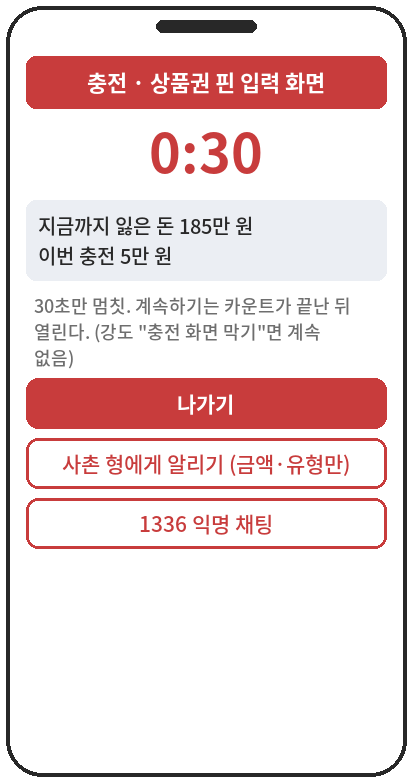 충전 · 상품권 핀 입력 화면
0:30
지금까지 잃은 돈 185만 원
이번 충전 5만 원
30초만 멈칫. 계속하기는 카운트가 끝난 뒤
열린다. (강도 "충전 화면 막기"면 계속
없음)
나가기
사촌 형에게 알리기 (금액·유형만)
1336 익명 채팅